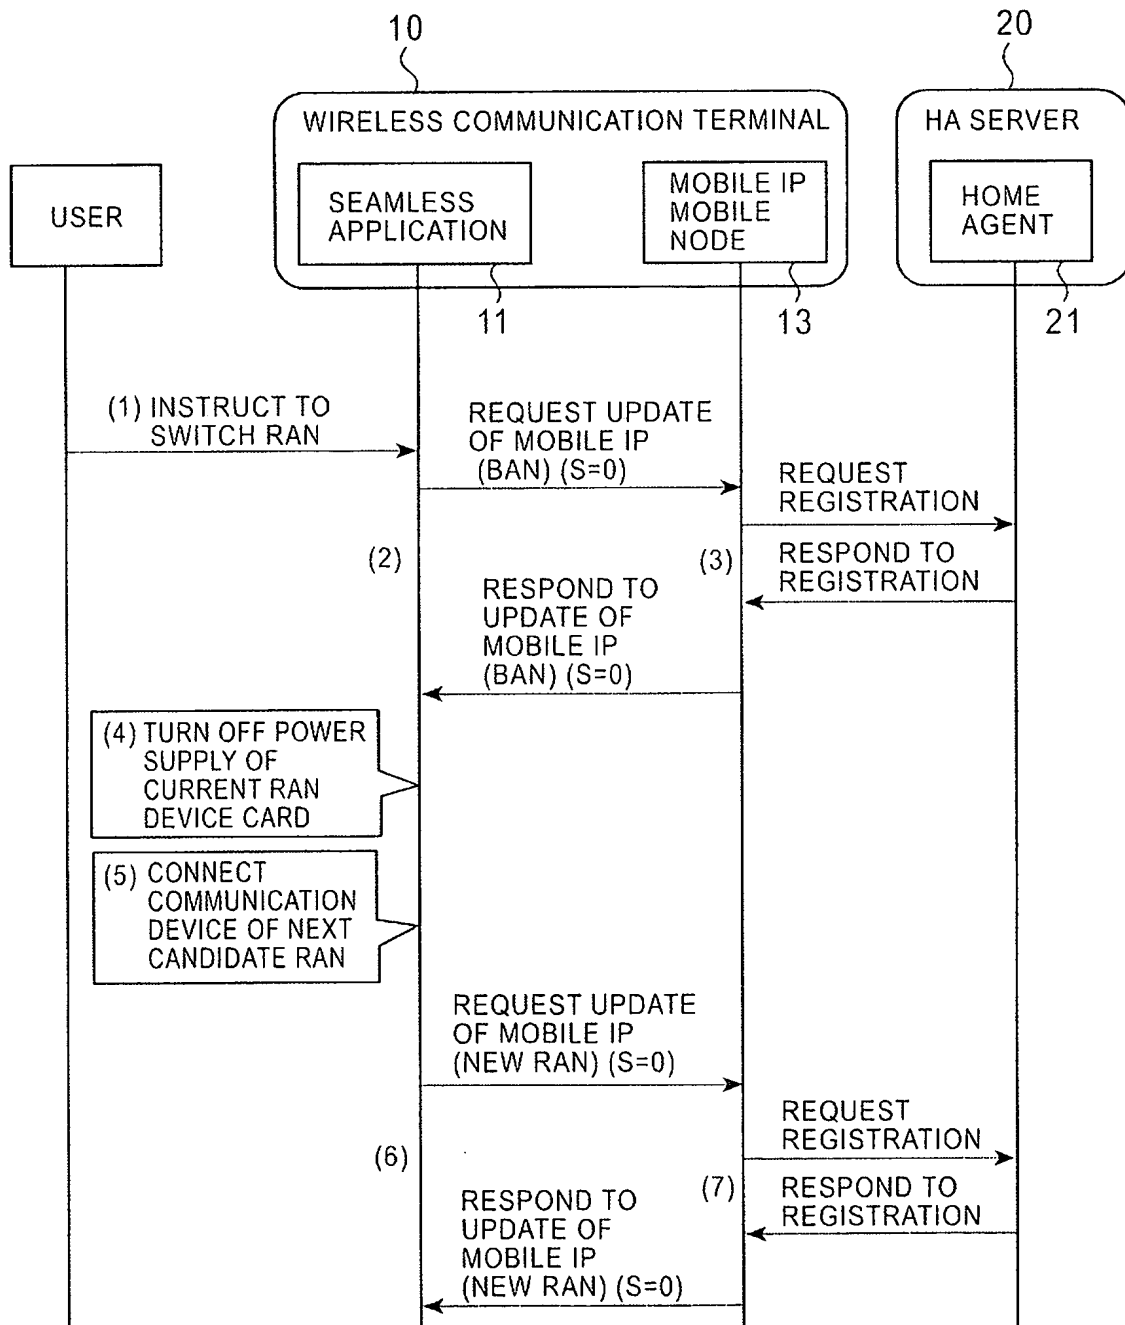 10
20
WIRELESS COMMUNICATION TERMINAL
HA SERVER
USER
SEAMLESS
APPLICATION
MOBILE IP
MOBILE
NODE
HOME
AGENT
11
13
21
(1) INSTRUCT TO
SWITCH RAN
REQUEST UPDATE
OF MOBILE IP
(BAN) (S=0)
REQUEST
REGISTRATION
(2)
(3)
RESPOND TO
REGISTRATION
RESPOND TO
UPDATE OF
MOBILE IP
(BAN) (S=0)
(4) TURN OFF POWER
SUPPLY OF
CURRENT RAN
DEVICE CARD
(5) CONNECT
COMMUNICATION
DEVICE OF NEXT
CANDIDATE RAN
REQUEST UPDATE
OF MOBILE IP
(NEW RAN) (S=0)
REQUEST
REGISTRATION
(6)
(7)
RESPOND TO
REGISTRATION
RESPOND TO
UPDATE OF
MOBILE IP
(NEW RAN) (S=0)